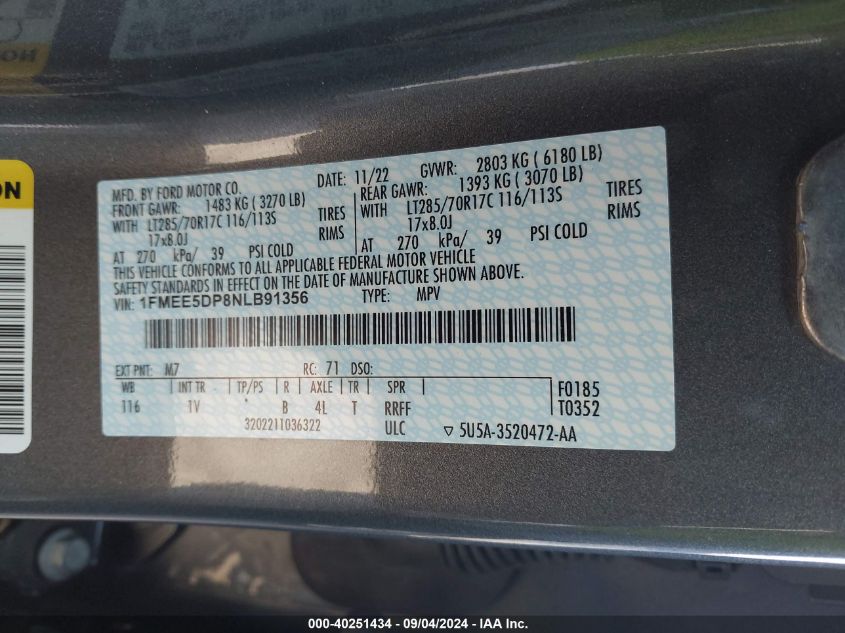 ON
MFD. BY FORD MOTOR CO.
DATE: 11/22 GVWR: 2803 KG ( 6180 LB)
FRONT GAWR: 1483 KG ( 3270 LB)
WITH LT285/70R17C 116/113S TIRES
17x8.0J RIMS
AT 270 kPa/ 39 PSI COLD
REAR GAWR: 1393 KG ( 3070 LB)
WITH LT285/70R17C 116/113S TIRES
17x8.0J RIMS
AT 270 kPa/ 39 PSI COLD
THIS VEHICLE CONFORMS TO ALL APPLICABLE FEDERAL MOTOR VEHICLE
SAFETY STANDARDS IN EFFECT ON THE DATE OF MANUFACTURE SHOWN ABOVE.
VIN: 1FMEE5DP8NLB91356 TYPE: MPV
EXT PNT: M7 RC: 71 DSO:
WB INT TR TP/PS R AXLE TR SPR
116 1V * B 4L T RRFF
F0185
T0352
3202211036322 ULC ▽ 5U5A-3520472-AA
000-40251434 - 09/04/2024 - IAA Inc.